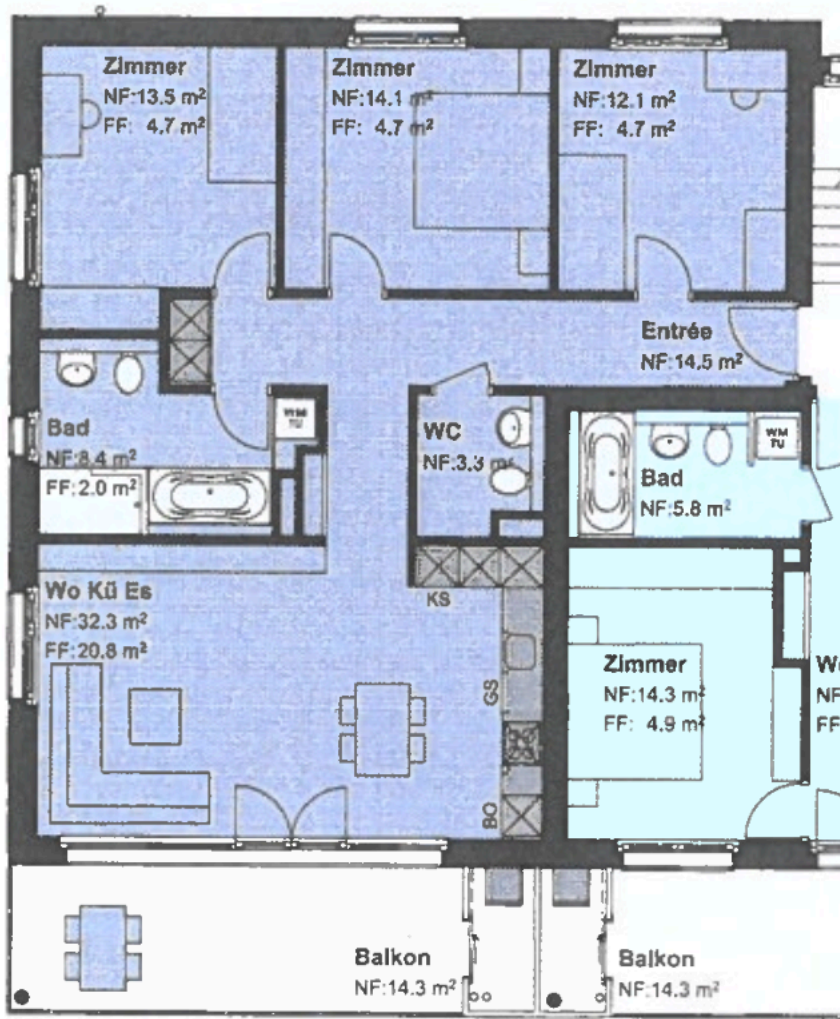 Zimmer
NF:13.5 m²
FF: 4.7 m²
Zimmer
NF:14.1 m²
FF: 4.7 m²
Zimmer
NF:12.1 m²
FF: 4.7 m²
Entrée
NF:14.5 m²
Bad
NF:8.4 m²
FF:2.0 m²
WM
TU
WC
NF:3.3 m²
Bad
NF:5.8 m²
WM
TU
Wo Kü Es
NF:32.3 m²
FF:20.8 m²
KS
GS
BO
Zimmer
NF:14.3 m²
FF: 4.9 m²
Wo
NF
FF
Balkon
NF:14.3 m²
Balkon
NF:14.3 m²